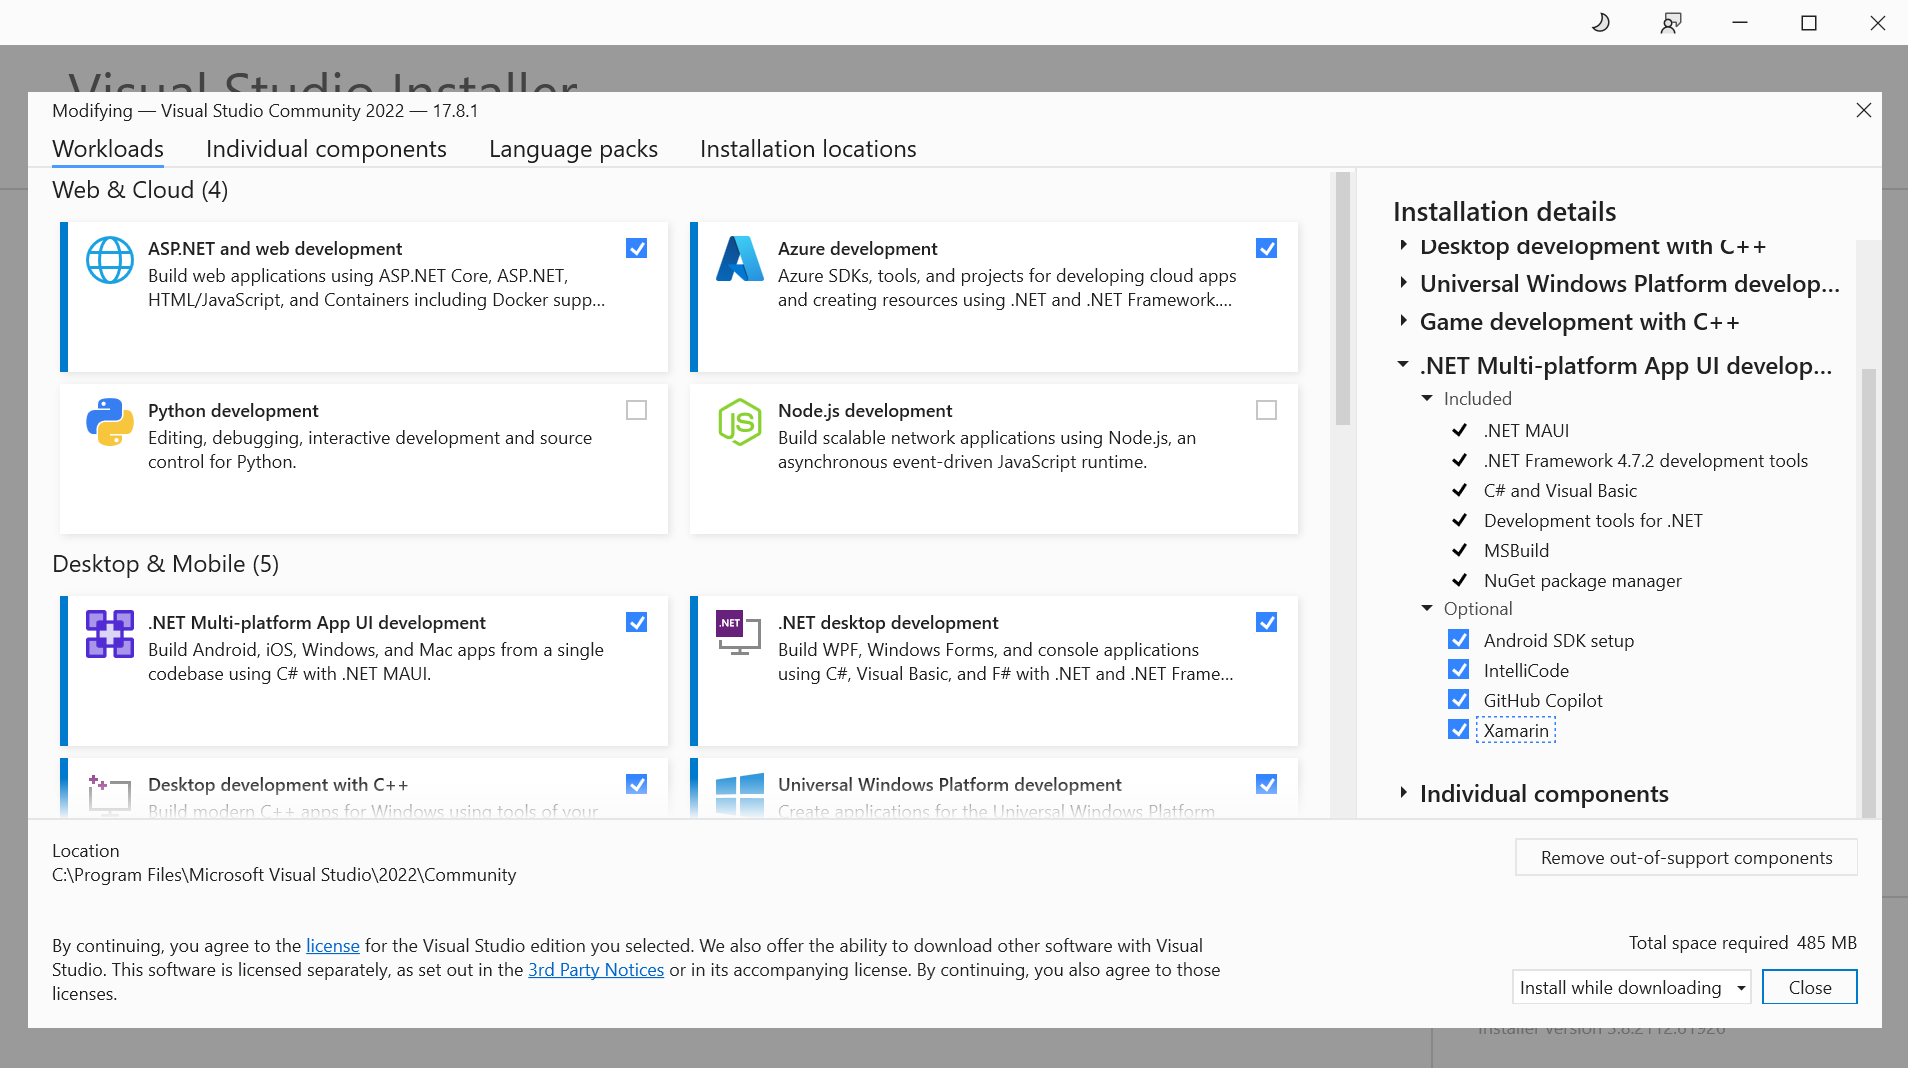 Visual Studio Installer
Modifying — Visual Studio Community 2022 — 17.8.1
Workloads
Individual components
Language packs
Installation locations
Web & Cloud (4)
ASP.NET and web development
Build web applications using ASP.NET Core, ASP.NET,
HTML/JavaScript, and Containers including Docker supp...
Azure development
Azure SDKs, tools, and projects for developing cloud apps
and creating resources using .NET and .NET Framework....
Python development
Editing, debugging, interactive development and source
control for Python.
JS
Node.js development
Build scalable network applications using Node.js, an
asynchronous event-driven JavaScript runtime.
Desktop & Mobile (5)
.NET Multi-platform App UI development
Build Android, iOS, Windows, and Mac apps from a single
codebase using C# with .NET MAUI.
.NET
.NET desktop development
Build WPF, Windows Forms, and console applications
using C#, Visual Basic, and F# with .NET and .NET Frame...
Desktop development with C++
Build modern C++ apps for Windows using tools of your
Universal Windows Platform development
Create applications for the Universal Windows Platform
Installation details
Desktop development with C++
Universal Windows Platform develop...
Game development with C++
.NET Multi-platform App UI develop...
Included
.NET MAUI
.NET Framework 4.7.2 development tools
C# and Visual Basic
Development tools for .NET
MSBuild
NuGet package manager
Optional
Android SDK setup
IntelliCode
GitHub Copilot
Xamarin
Individual components
Location
C:\Program Files\Microsoft Visual Studio\2022\Community
Remove out-of-support components
By continuing, you agree to the license for the Visual Studio edition you selected. We also offer the ability to download other software with Visual
Studio. This software is licensed separately, as set out in the 3rd Party Notices or in its accompanying license. By continuing, you also agree to those
licenses.
Total space required 485 MB
Install while downloading
Close
Installer version 3.8.2112.61926